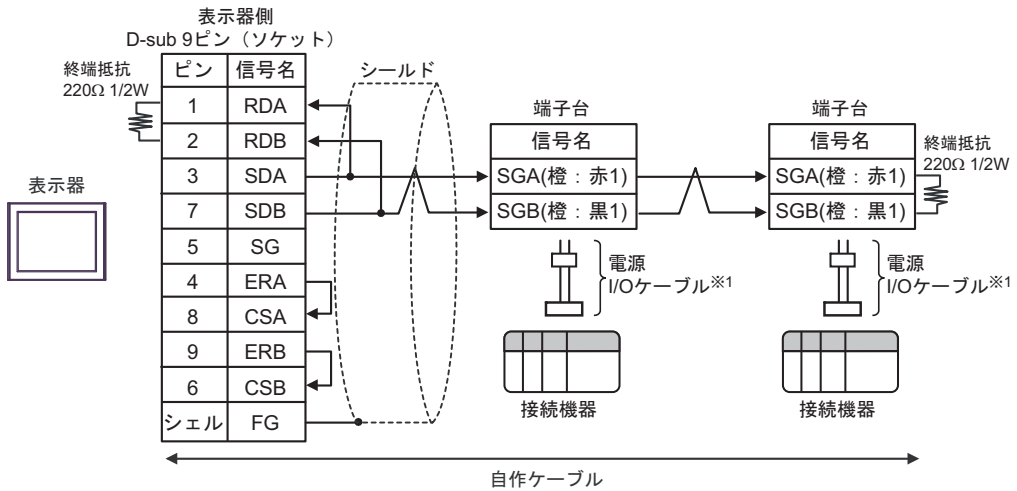 表示器側
D-sub 9ピン（ソケット）
終端抵抗
220Ω 1/2W
ピン 信号名
1 RDA
2 RDB
3 SDA
7 SDB
5 SG
4 ERA
8 CSA
9 ERB
6 CSB
シェル FG
シールド
表示器
端子台
信号名
SGA(橙：赤1)
SGB(橙：黒1)
電源
I/Oケーブル※1
接続機器
端子台
信号名
SGA(橙：赤1)
SGB(橙：黒1)
終端抵抗
220Ω 1/2W
電源
I/Oケーブル※1
接続機器
自作ケーブル